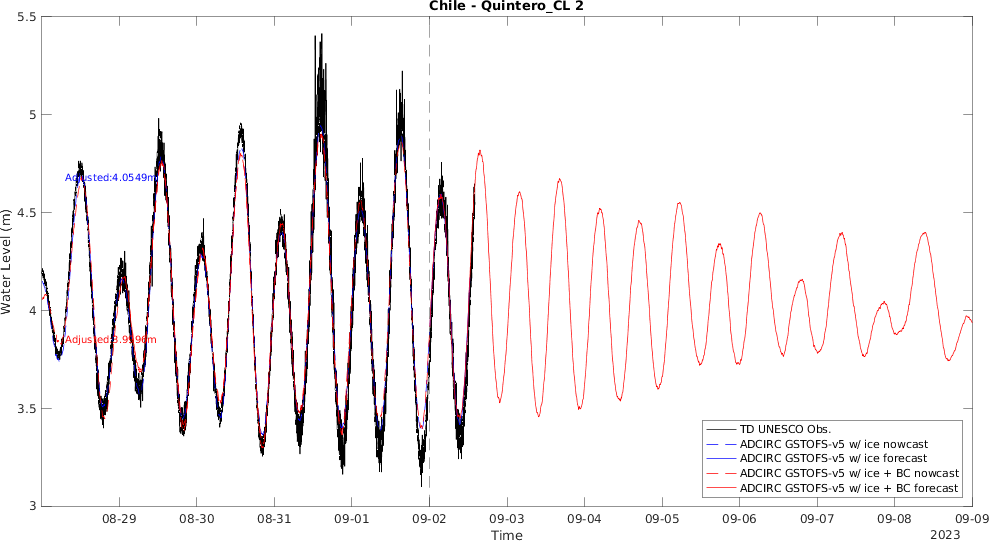 Chile - Quintero_CL 2
5.5
5
4.5
4
3.5
3
Water Level (m)
Adjusted:4.0549m
Adjusted:3.9996m
TD UNESCO Obs.
ADCIRC GSTOFS-v5 w/ ice nowcast
ADCIRC GSTOFS-v5 w/ ice forecast
ADCIRC GSTOFS-v5 w/ ice + BC nowcast
ADCIRC GSTOFS-v5 w/ ice + BC forecast
08-29 08-30 08-31 09-01 09-02 09-03 09-04 09-05 09-06 09-07 09-08 09-09
Time
2023